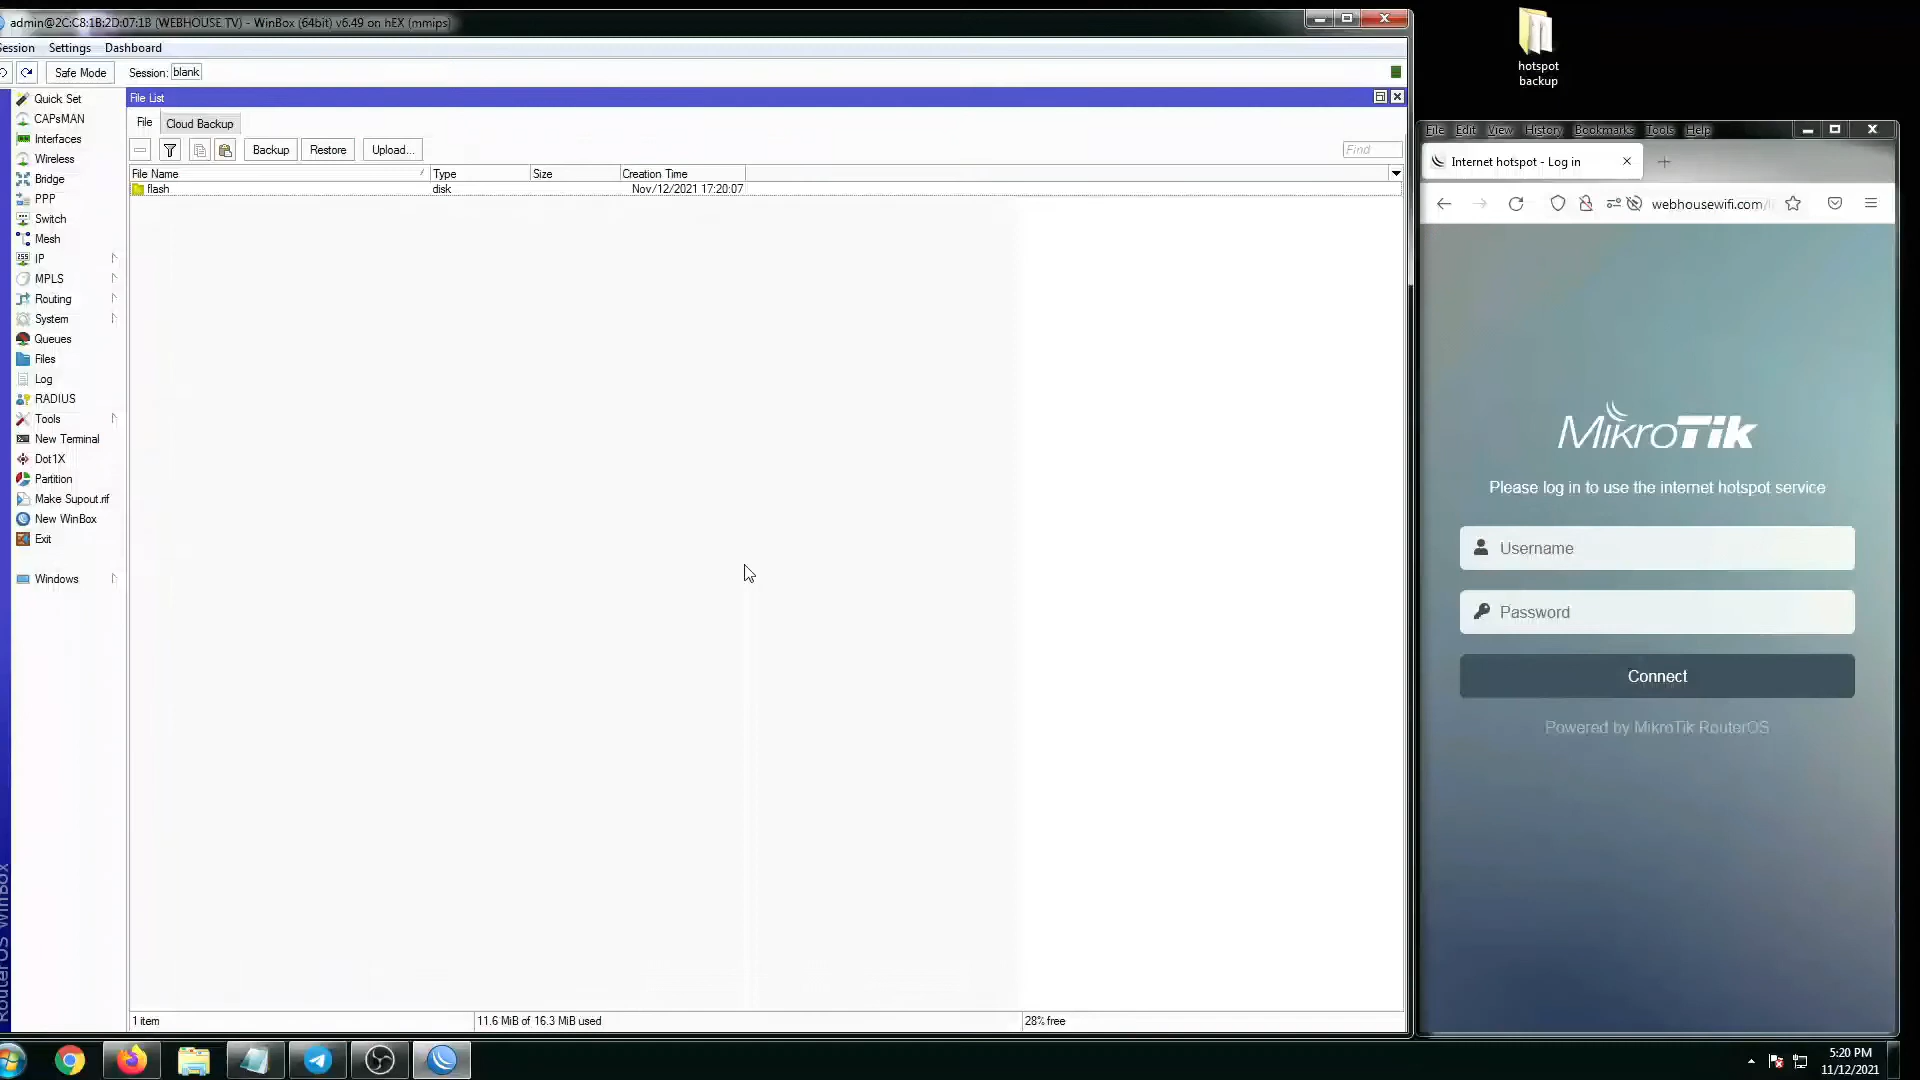 admin@2C:C8:1B:2D:07:1B (WEBHOUSE TV) - WinBox (64bit) v6.49 on hEX (mmips)
Session Settings Dashboard
Safe Mode Session: blank
Quick Set
CAPsMAN
Interfaces
Wireless
Bridge
PPP
Switch
Mesh
IP
MPLS
Routing
System
Queues
Files
Log
RADIUS
Tools
New Terminal
Dot1X
Partition
Make Supout.rif
New WinBox
Exit
Windows
RouterOS WinBox
File List
File Cloud Backup
Backup Restore Upload... Find
File Name Type Size Creation Time
flash disk Nov/12/2021 17:20:07
1 item 11.6 MiB of 16.3 MiB used 28% free
hotspot
backup
File Edit View History Bookmarks Tools Help
Internet hotspot - Log in
webhousewifi.com/
MikroTik
Please log in to use the internet hotspot service
Username
Password
Connect
Powered by MikroTik RouterOS
5:20 PM
11/12/2021